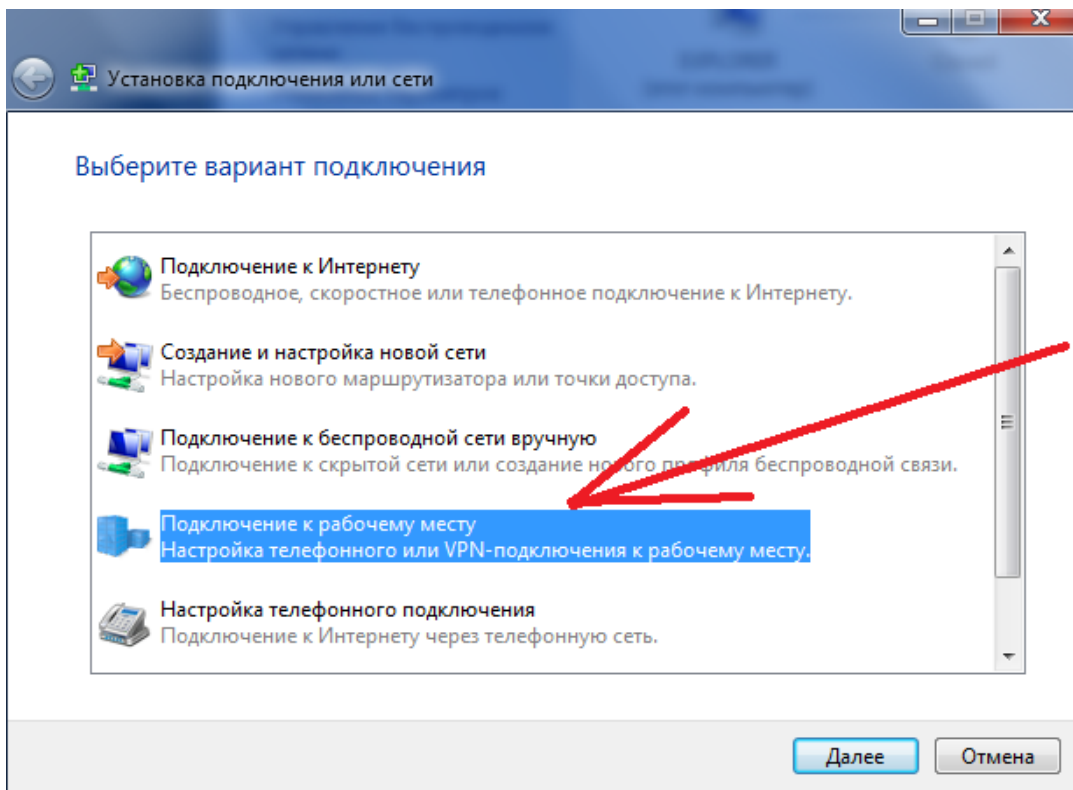 Установка подключения или сети
Выберите вариант подключения
Подключение к Интернету
Беспроводное, скоростное или телефонное подключение к Интернету.
Создание и настройка новой сети
Настройка нового маршрутизатора или точки доступа.
Подключение к беспроводной сети вручную
Подключение к скрытой сети или создание нового профиля беспроводной связи.
Подключение к рабочему месту
Настройка телефонного или VPN-подключения к рабочему месту.
Настройка телефонного подключения
Подключение к Интернету через телефонную сеть.
Далее
Отмена